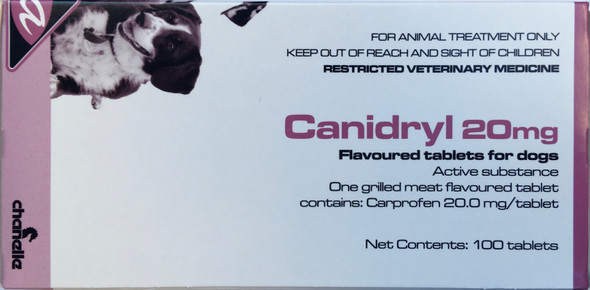 FOR ANIMAL TREATMENT ONLY
KEEP OUT OF REACH AND SIGHT OF CHILDREN
RESTRICTED VETERINARY MEDICINE
Canidryl 20mg
Flavoured tablets for dogs
Active substance
One grilled meat flavoured tablet
contains: Carprofen 20.0 mg/tablet
Net Contents: 100 tablets
chanelle